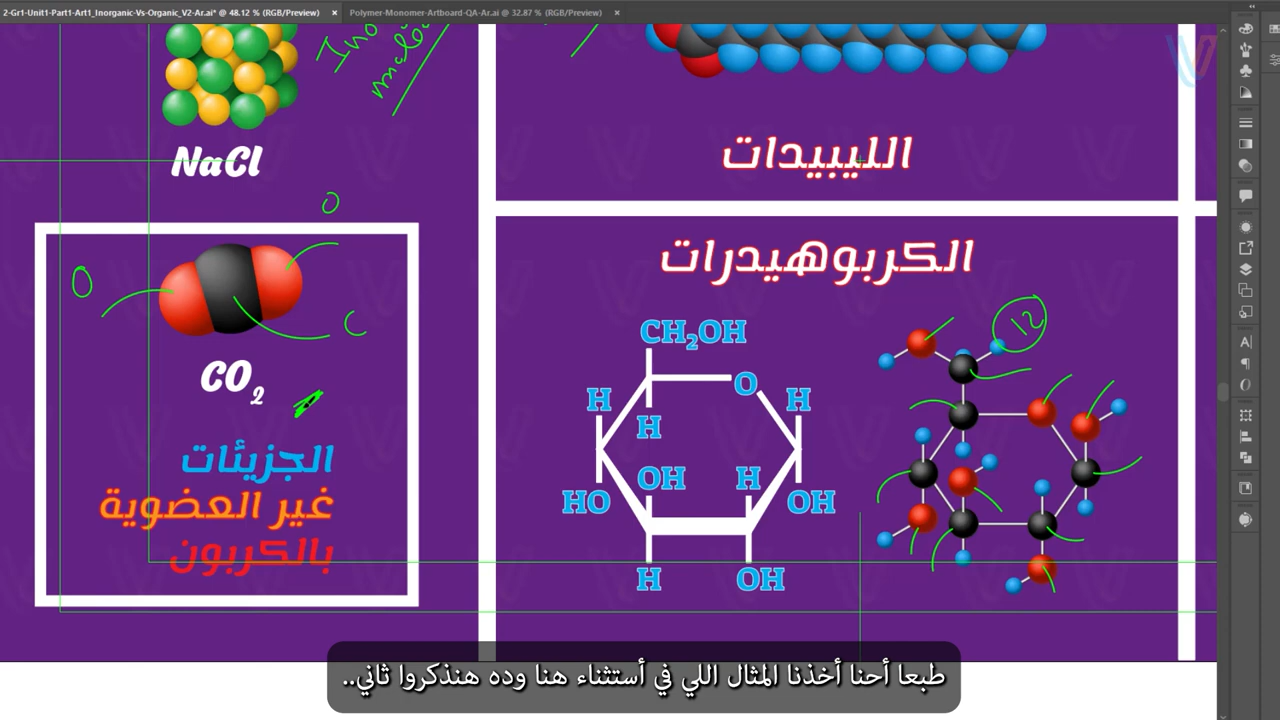 2-Gr1-Unit1-Part1-Art1_Inorganic-Vs-Organic_V2-Ar.ai* @ 48.12 % (RGB/Preview) ×
Polymer-Monomer-Artboard-QA-Ar.ai @ 32.87 % (RGB/Preview) ×
NaCl
O
O
C
CO2
الجزيئات
غير العضوية
بالكربون
الليبيدات
الكربوهيدرات
CH2OH
O
H
H
H
OH
H
HO
OH
H
OH
12
طبعا أحنا أخذنا المثال اللي في أستثناء هنا وده هنذكروا ثاني..